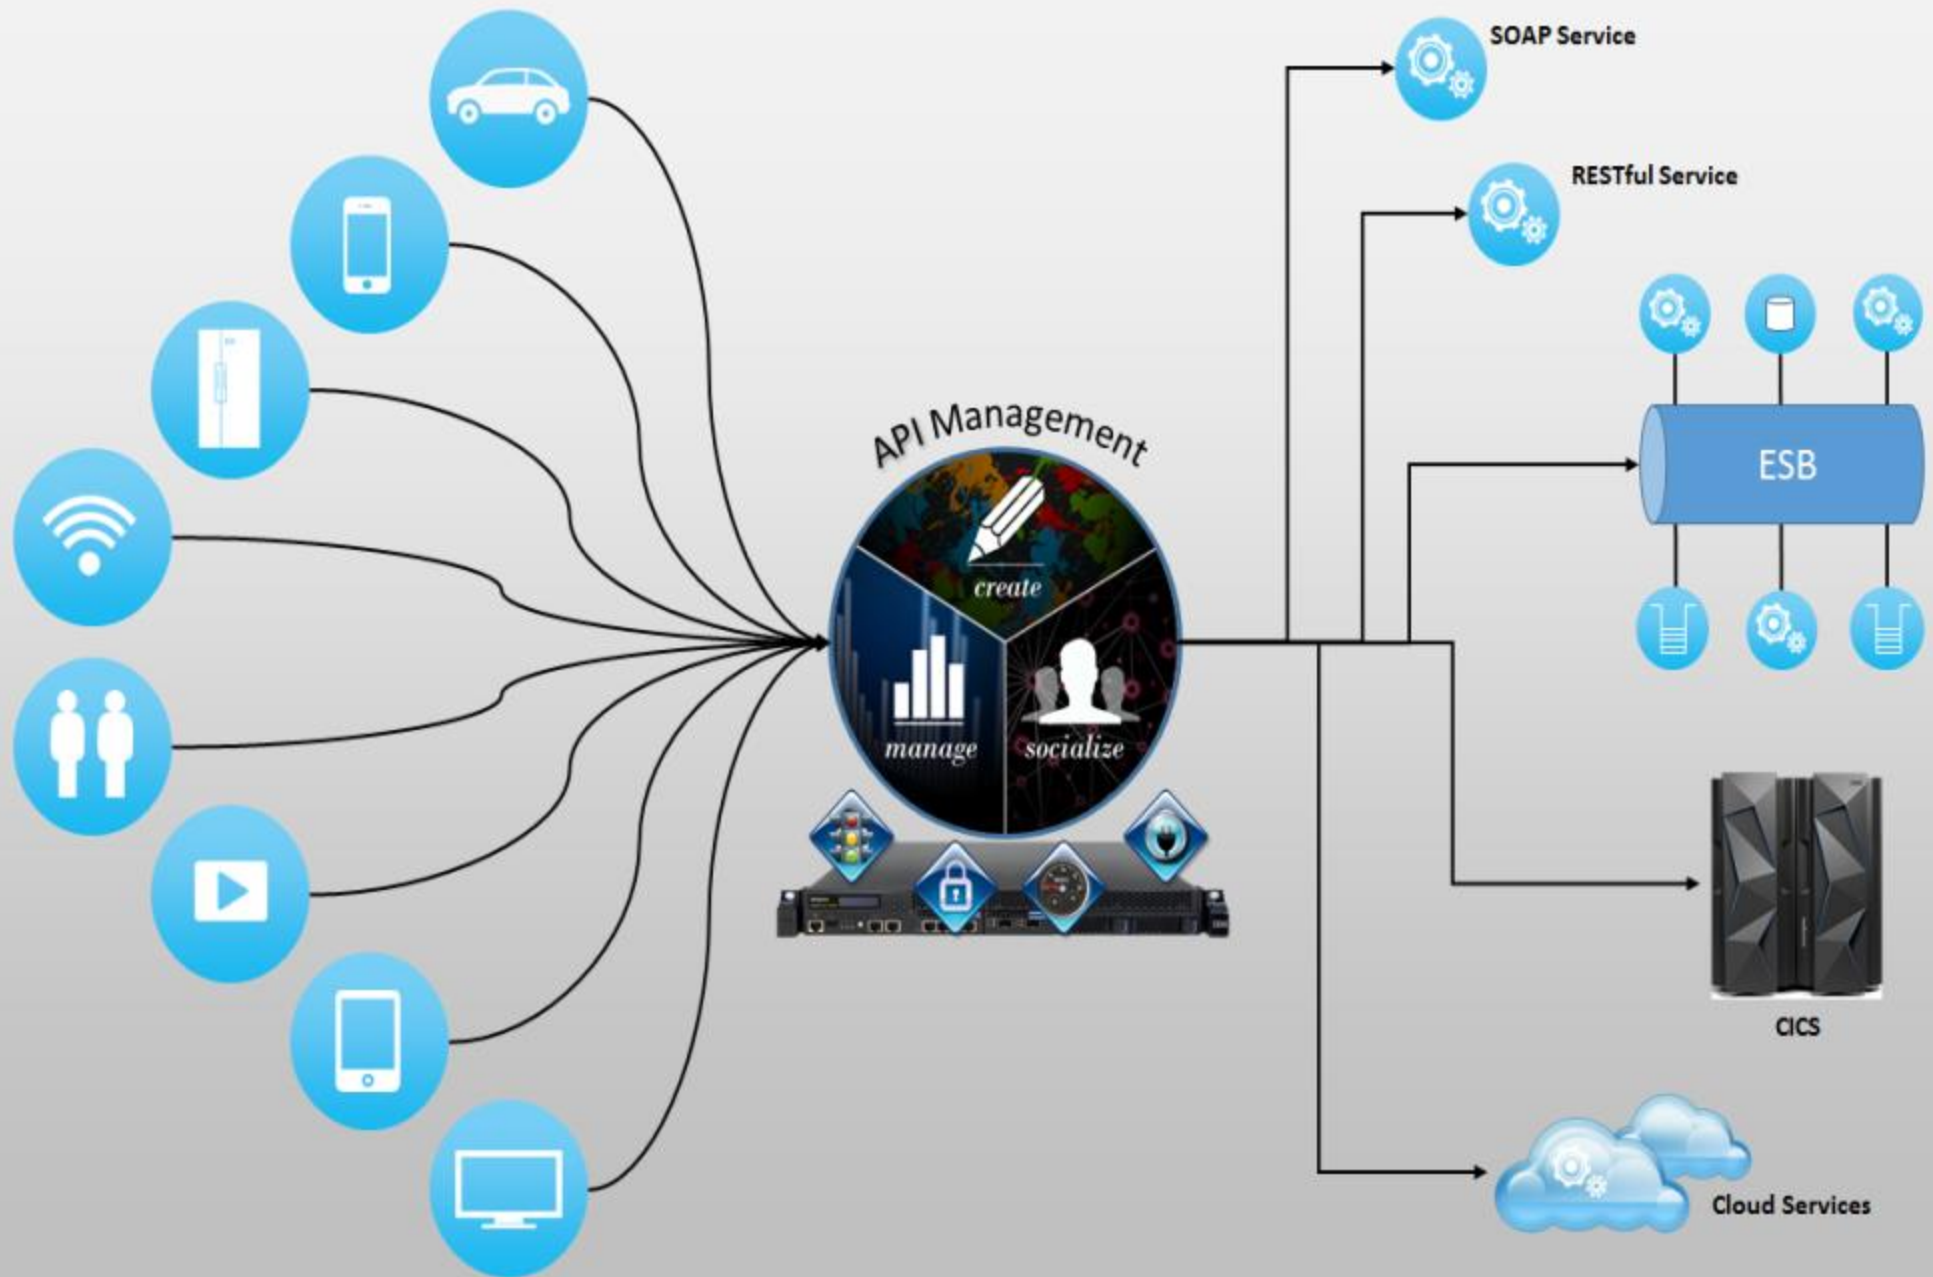 SOAP Service
RESTful Service
API Management
ESB
create
manage
socialize
CICS
Cloud Services